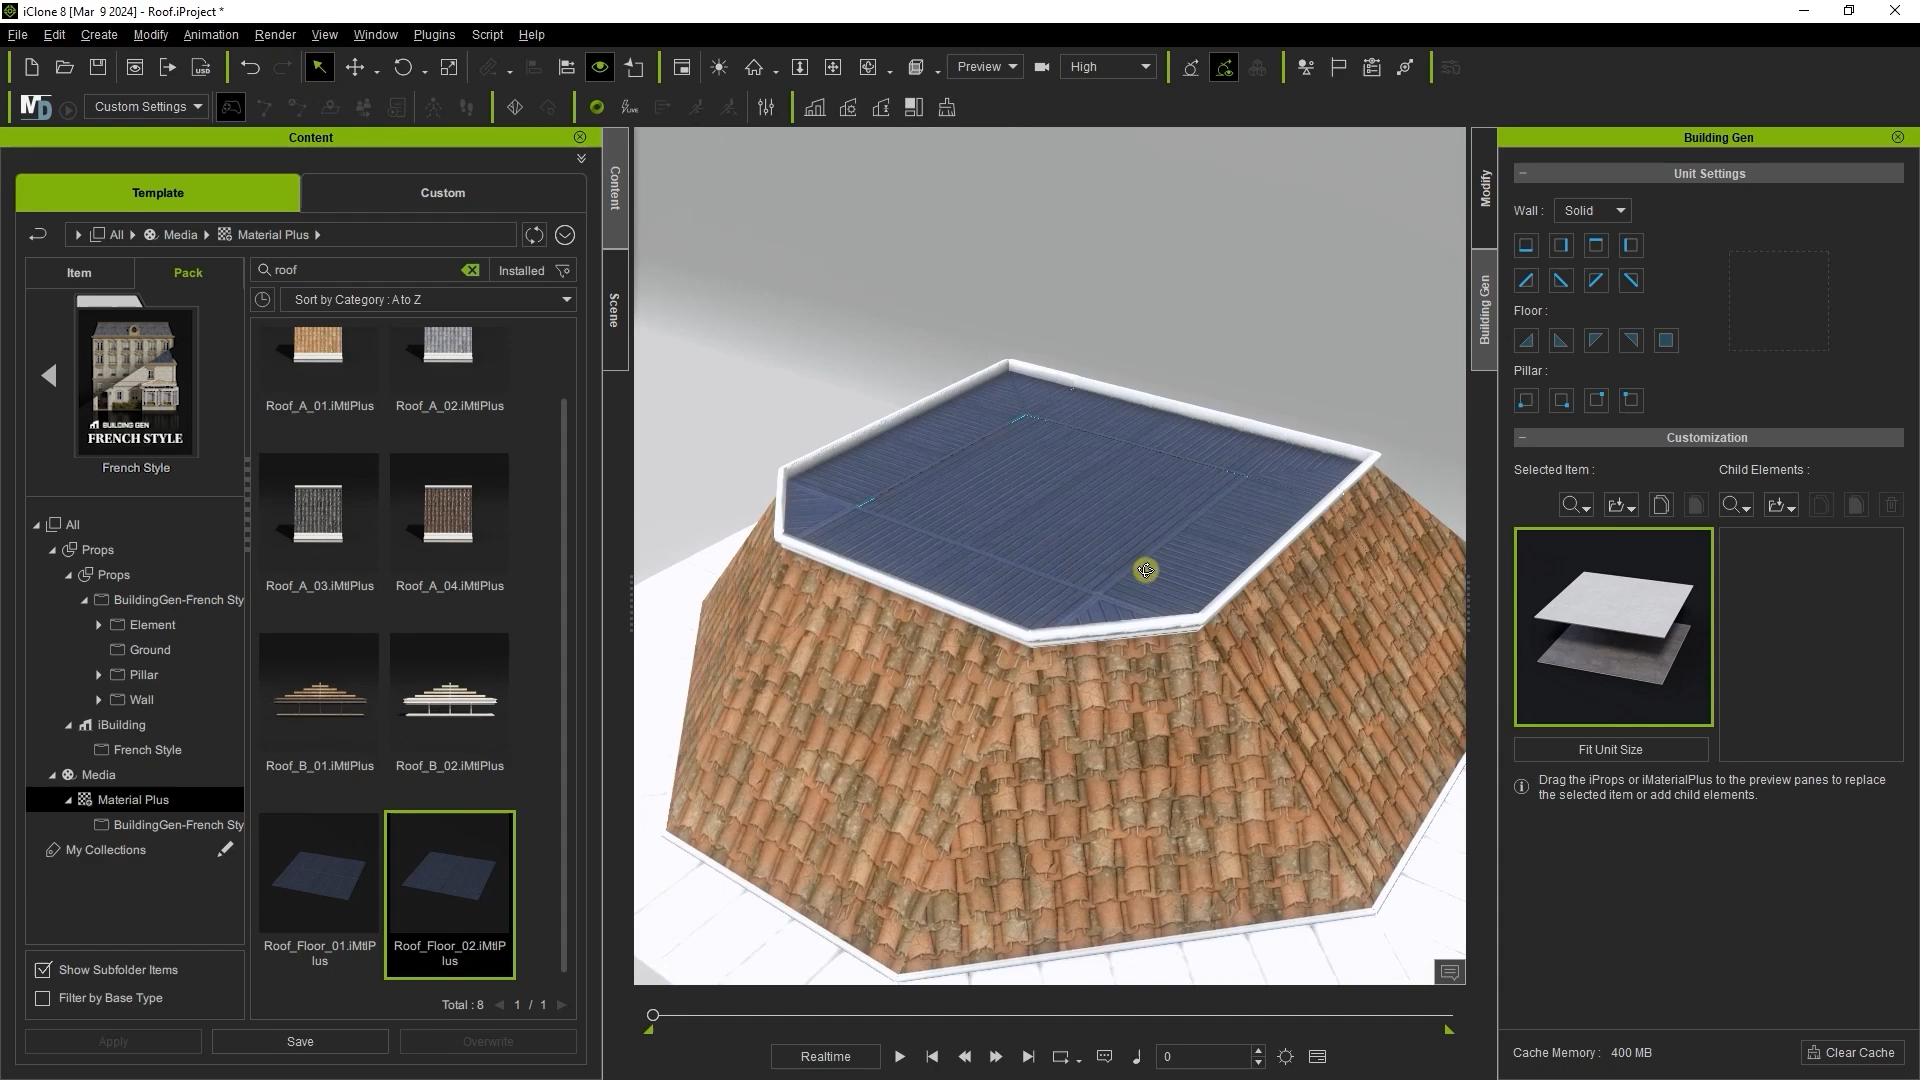 iClone 8 [Mar  9 2024] - Roof.iProject *
File Edit Create Modify Animation Render View Window Plugins Script Help
Preview High
MD Custom Settings LIVE
Content
Template Custom
All Media Material Plus
Item Pack
BUILDING GEN
FRENCH STYLE
French Style
All
Props
Props
BuildingGen-French Sty
Element
Ground
Pillar
Wall
iBuilding
French Style
Media
Material Plus
BuildingGen-French Sty
My Collections
Show Subfolder Items
Filter by Base Type
roof Installed
Sort by Category : A to Z
Roof_A_01.iMtlPlus Roof_A_02.iMtlPlus
Roof_A_03.iMtlPlus Roof_A_04.iMtlPlus
Roof_B_01.iMtlPlus Roof_B_02.iMtlPlus
Roof_Floor_01.iMtlP
lus
Roof_Floor_02.iMtlP
lus
Total : 8 1 / 1
Apply Save Overwrite
Content
Scene
Realtime 0
Modify
Building Gen
Building Gen
Unit Settings
Wall : Solid
Floor :
Pillar :
Customization
Selected Item : Child Elements :
Fit Unit Size
Drag the iProps or iMaterialPlus to the preview panes to replace
the selected item or add child elements.
Cache Memory : 400 MB Clear Cache